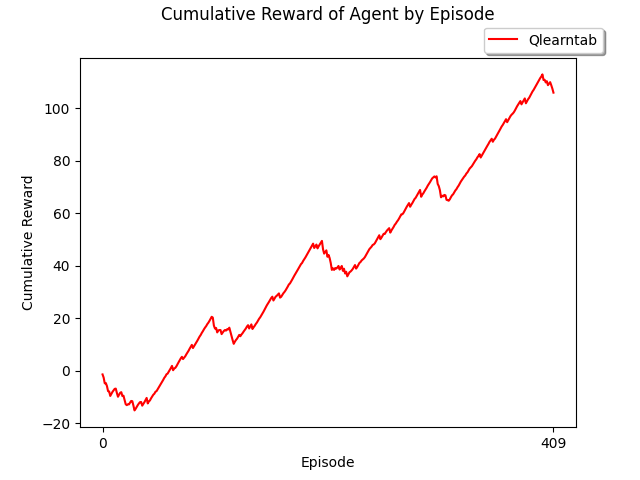 Cumulative Reward of Agent by Episode
Qlearntab
100
80
60
40
20
0
−20
Cumulative Reward
0
409
Episode